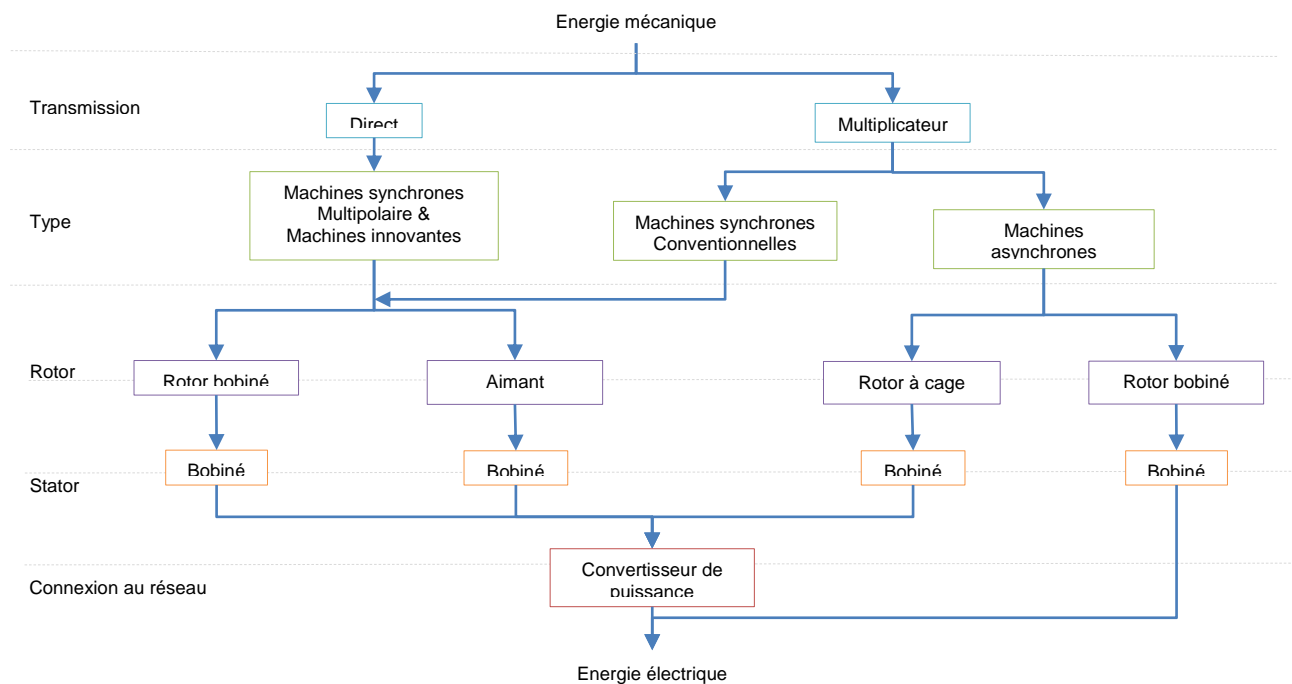 Energie mécanique
Transmission
Direct
Multiplicateur
Type
Machines synchrones
Multipolaire &
Machines innovantes
Machines synchrones
Conventionnelles
Machines
asynchrones
Rotor
Rotor bobiné
Aimant
Rotor à cage
Rotor bobiné
Stator
Bobiné
Bobiné
Bobiné
Bobiné
Connexion au réseau
Convertisseur de
puissance
Energie électrique